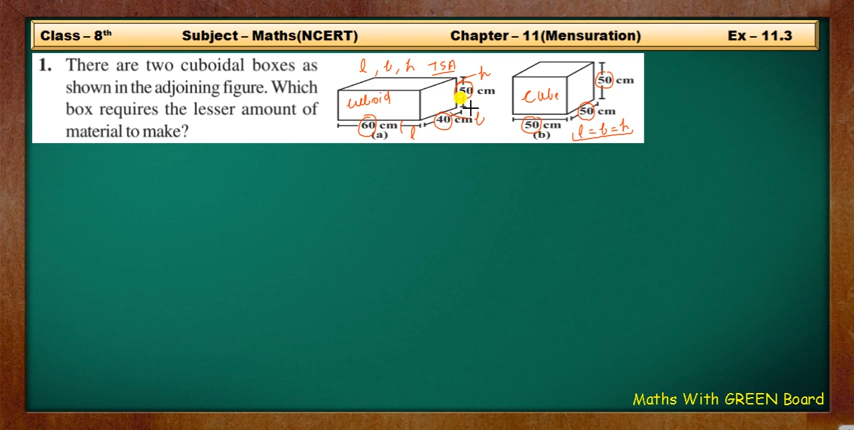 Class – 8th Subject – Maths(NCERT) Chapter – 11(Mensuration) Ex – 11.3
1. There are two cuboidal boxes as
shown in the adjoining figure. Which
box requires the lesser amount of
material to make?
l, b, h TSA
h
50 cm
cuboid
60 cm l
40 cm b
(a)
50 cm
Cube
50 cm
50 cm
(b)
l = b = h
Maths With GREEN Board